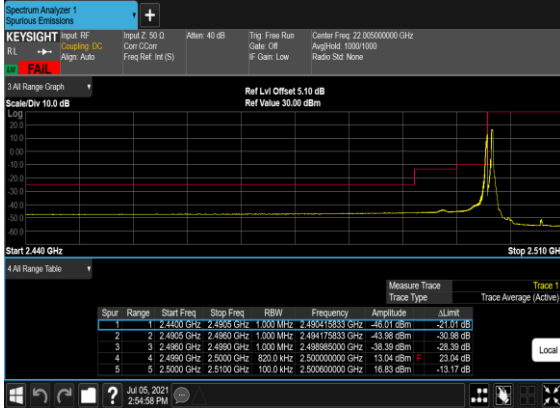 Spectrum Analyzer 1
Spurious Emissions
+
KEYSIGHT Input: RF Input Z: 50 Ω Atten: 40 dB Trig: Free Run Center Freq: 22.005000000 GHz
RL Coupling: DC Corr CCorr Gate: Off Avg|Hold: 1000/1000
Align: Auto Freq Ref: Int (S) IF Gain: Low Radio Std: None
FAIL
3 All Range Graph
Ref Lvl Offset 5.10 dB
Scale/Div 10.0 dB Ref Value 30.00 dBm
Log
20.0
10.0
0.00
-10.0
-20.0
-30.0
-40.0
-50.0
-60.0
Start 2.440 GHz Stop 2.510 GH
4 All Range Table
Measure Trace Trace 1
Trace Type Trace Average (Active)
Spur Range Start Freq Stop Freq RBW Frequency Amplitude ΔLimit
1 1 2.4400 GHz 2.4905 GHz 1.000 MHz 2.490415833 GHz -46.01 dBm -21.01 dB
2 2 2.4905 GHz 2.4960 GHz 1.000 MHz 2.494175833 GHz -43.98 dBm -30.98 dB
3 3 2.4960 GHz 2.4990 GHz 1.000 MHz 2.498985000 GHz -38.39 dBm -28.39 dB
4 4 2.4990 GHz 2.5000 GHz 820.0 kHz 2.500000000 GHz 13.04 dBm F 23.04 dB
5 5 2.5000 GHz 2.5100 GHz 100.0 kHz 2.500600000 GHz 16.83 dBm -13.17 dB
Local
? Jul 05, 2021
2:54:58 PM